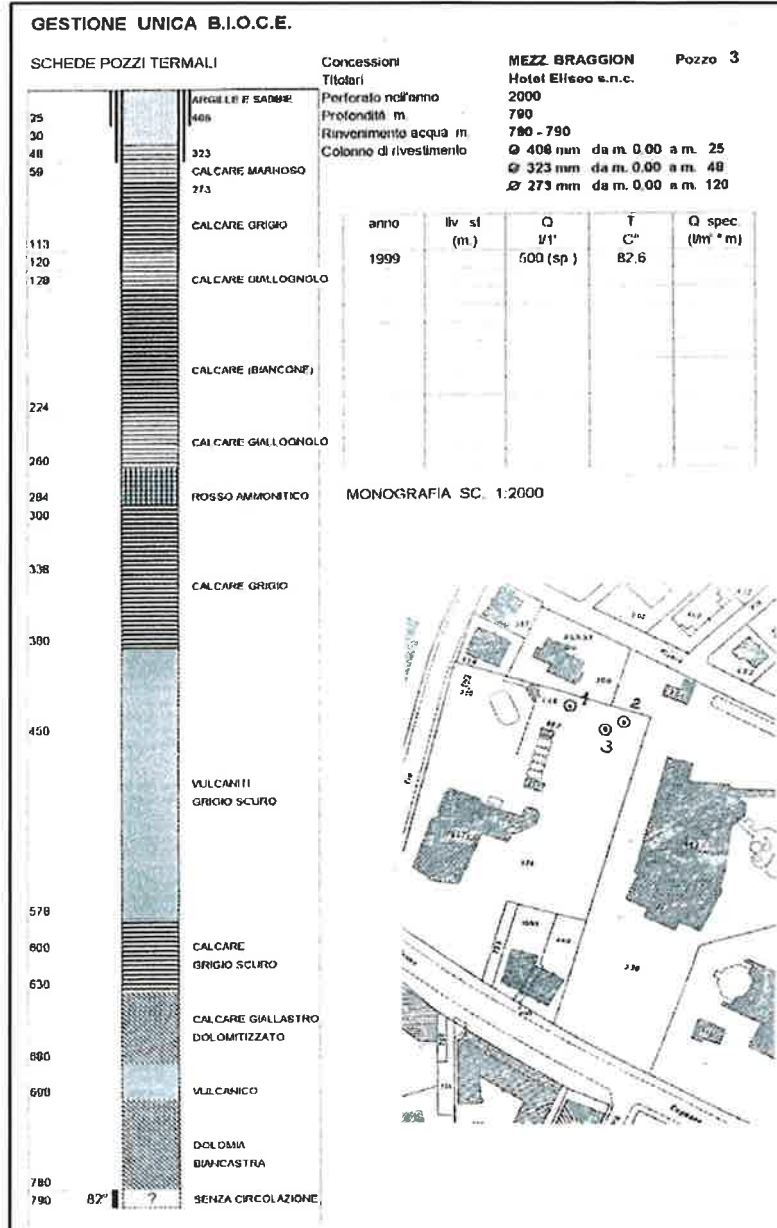 GESTIONE UNICA B.I.O.C.E.
SCHEDE POZZI TERMALI
Concessioni MEZZ BRAGGION Pozzo 3
Titolari Hotel Eliseo s.n.c.
Perforato nell'anno 2000
Profondità m. 790
Rinvenimento acqua m. 780 - 790
Colonne di rivestimento Ø 406 mm da m. 0,00 a m. 25
Ø 323 mm da m. 0,00 a m. 48
Ø 273 mm da m. 0,00 a m. 120
ARGILLE E SABBIE
25 406
30
48 323
59 CALCARE MARNOSO
273
CALCARE GRIGIO
113
120
128 CALCARE GIALLOGNOLO
CALCARE (BIANCONE)
224
CALCARE GIALLOGNOLO
260
284 ROSSO AMMONITICO
300
338
CALCARE GRIGIO
380
450
VULCANITI
GRIGIO SCURO
578
600 CALCARE
GRIGIO SCURO
630
CALCARE GIALLASTRO
DOLOMITIZZATO
680
698 VULCANICO
DOLOMIA
BIANCASTRA
780
790 82° ? SENZA CIRCOLAZIONE
anno liv st Q T Q spec.
(m.) l/1' C° (l/m' * m)
1999 500 (sp.) 82,6
MONOGRAFIA SC. 1:2000
1
2
3